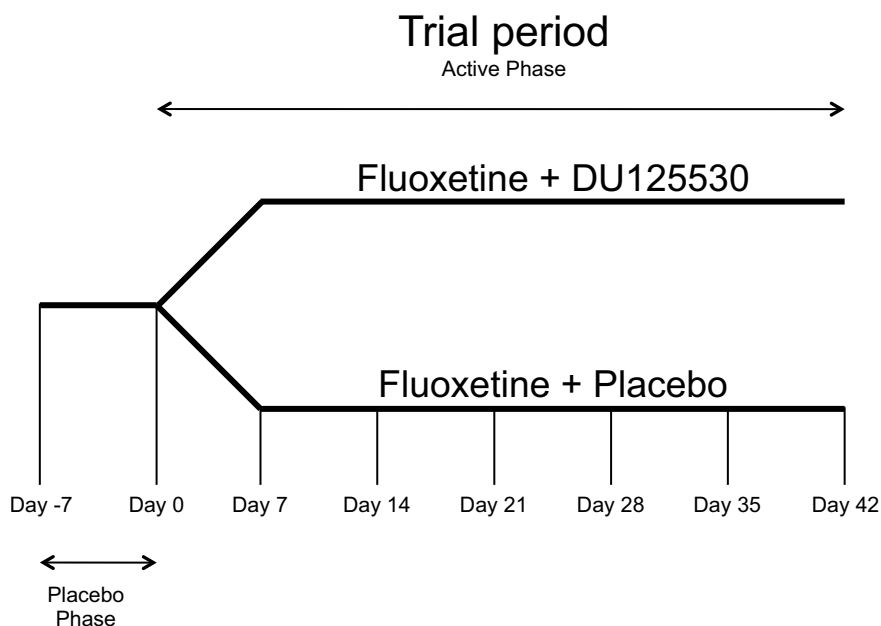 Trial period
Active Phase
Fluoxetine + DU125530
Fluoxetine + Placebo
Day -7
Day 0
Day 7
Day 14
Day 21
Day 28
Day 35
Day 42
Placebo
Phase